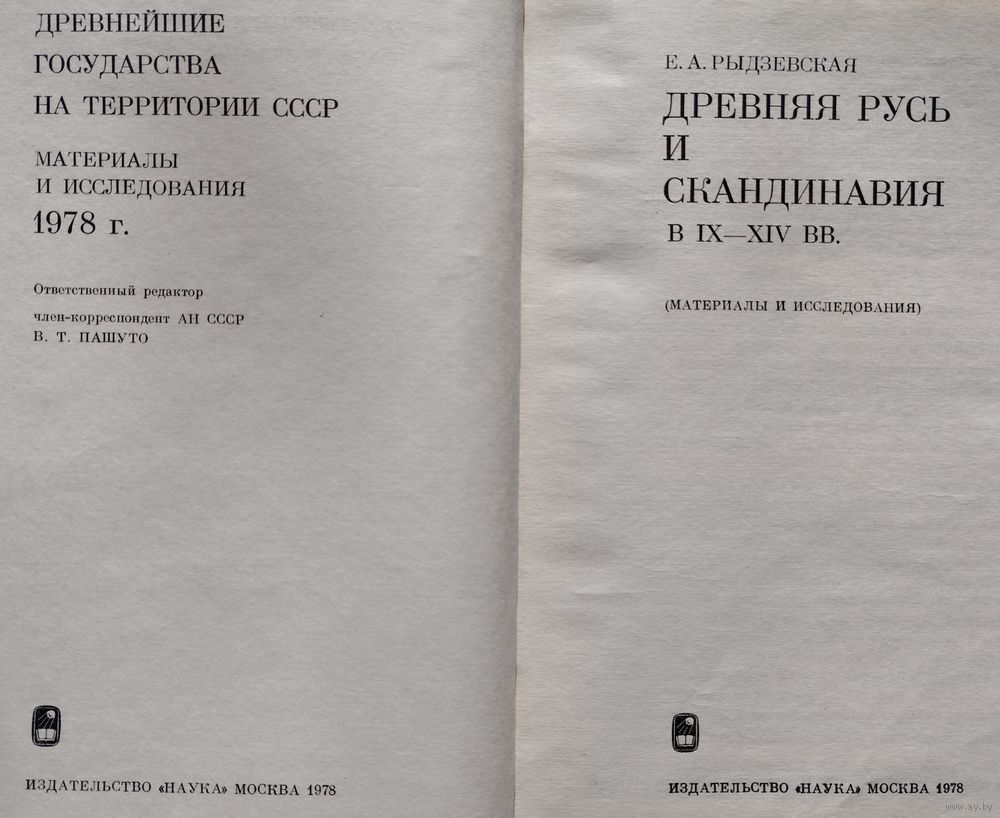 ДРЕВНЕЙШИЕ
ГОСУДАРСТВА
НА ТЕРРИТОРИИ СССР
МАТЕРИАЛЫ
И ИССЛЕДОВАНИЯ
1978 г.
Ответственный редактор
член-корреспондент АН СССР
В. Т. ПАШУТО
ИЗДАТЕЛЬСТВО «НАУКА» МОСКВА 1978
Е. А. РЫДЗЕВСКАЯ
ДРЕВНЯЯ РУСЬ
И
СКАНДИНАВИЯ
В IX—XIV ВВ.
(МАТЕРИАЛЫ И ИССЛЕДОВАНИЯ)
ИЗДАТЕЛЬСТВО «НАУКА» МОСКВА 1978
www.ay.by